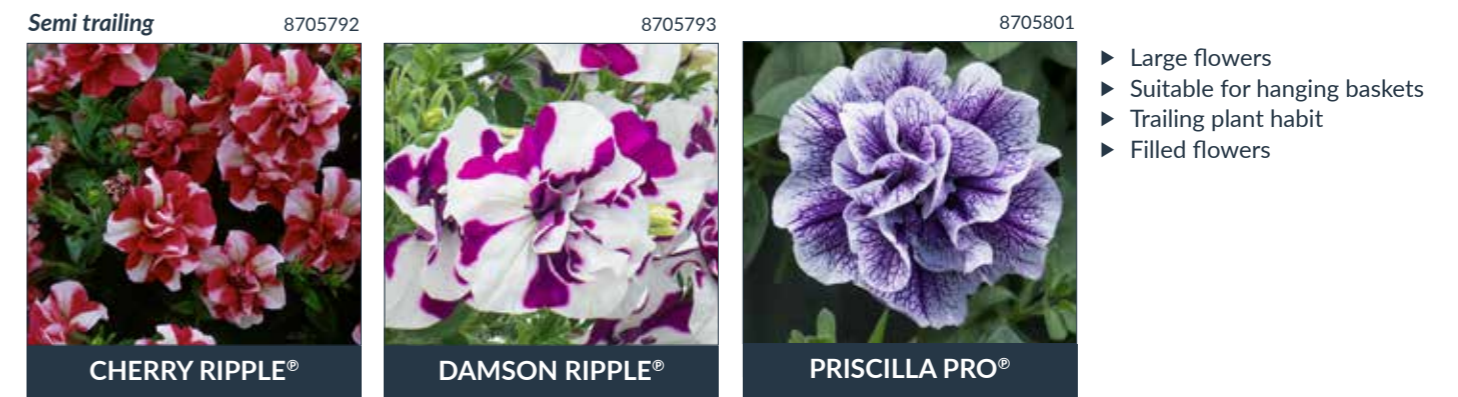 Semi trailing
8705792
8705793
8705801
CHERRY RIPPLE℗
DAMSON RIPPLE℗
PRISCILLA PRO℗
▶ Large flowers
▶ Suitable for hanging baskets
▶ Trailing plant habit
▶ Filled flowers